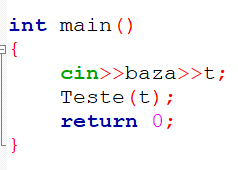 int main()
{
cin>>baza>>t;
Teste(t);
return 0;
}